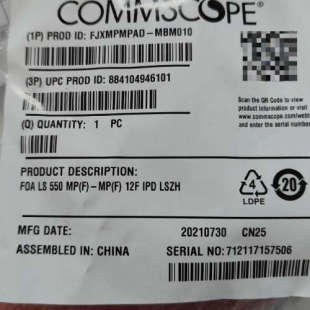 COMMSCOPE®
(1P) PROD ID: FJXMPMPAD-MBM010
(3P) UPC PROD ID: 884104946101
(Q) QUANTITY: 1 PC
Scan the QR Code to view
product information or visit
www.commscope.com/web
and enter the serial number
PRODUCT DESCRIPTION:
FOA LS 550 MP(F)-MP(F) 12F IPD LSZH
4
LDPE
20
MFG DATE: 20210730 CN25
ASSEMBLED IN: CHINA
SERIAL NO: 712117157506